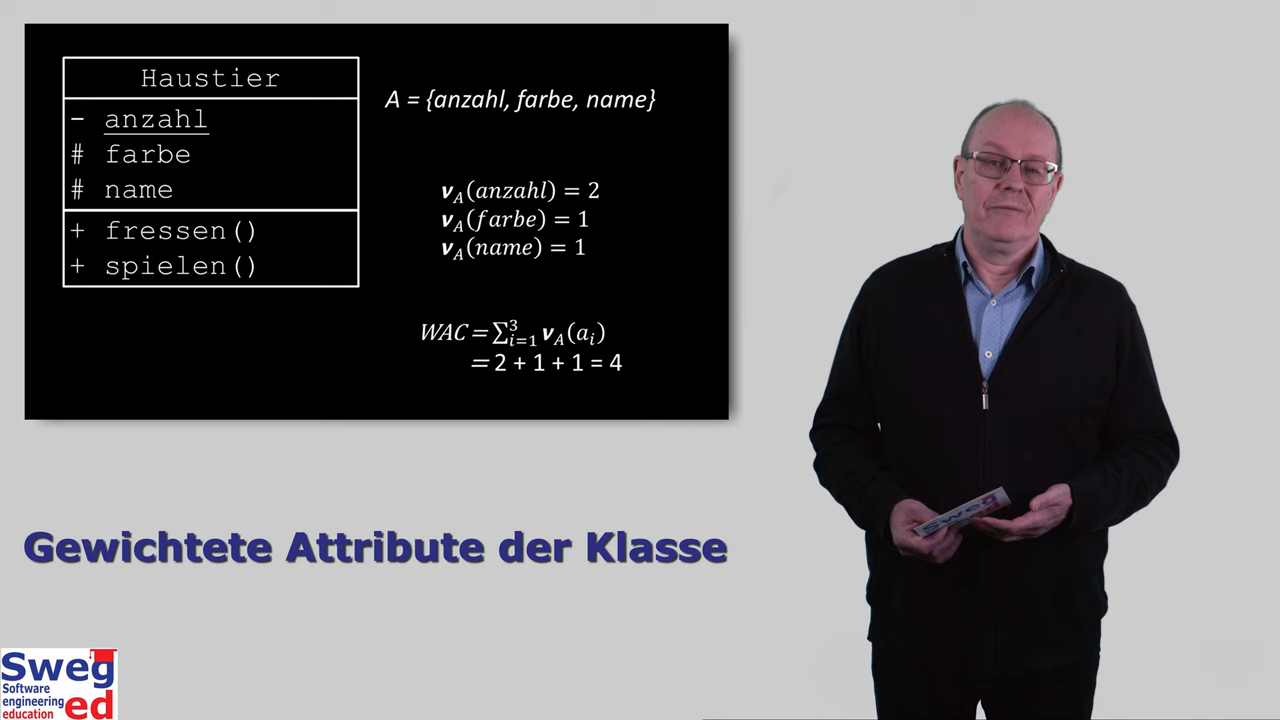 Haustier
- anzahl
# farbe
# name
+ fressen()
+ spielen()
A = {anzahl, farbe, name}
𝒗_A(anzahl) = 2
𝒗_A(farbe) = 1
𝒗_A(name) = 1
WAC = ∑_{i=1}^{3} 𝒗_A(a_i)
= 2 + 1 + 1 = 4
Gewichtete Attribute der Klasse
Sweg
Sweg
Software
engineering
education
ed